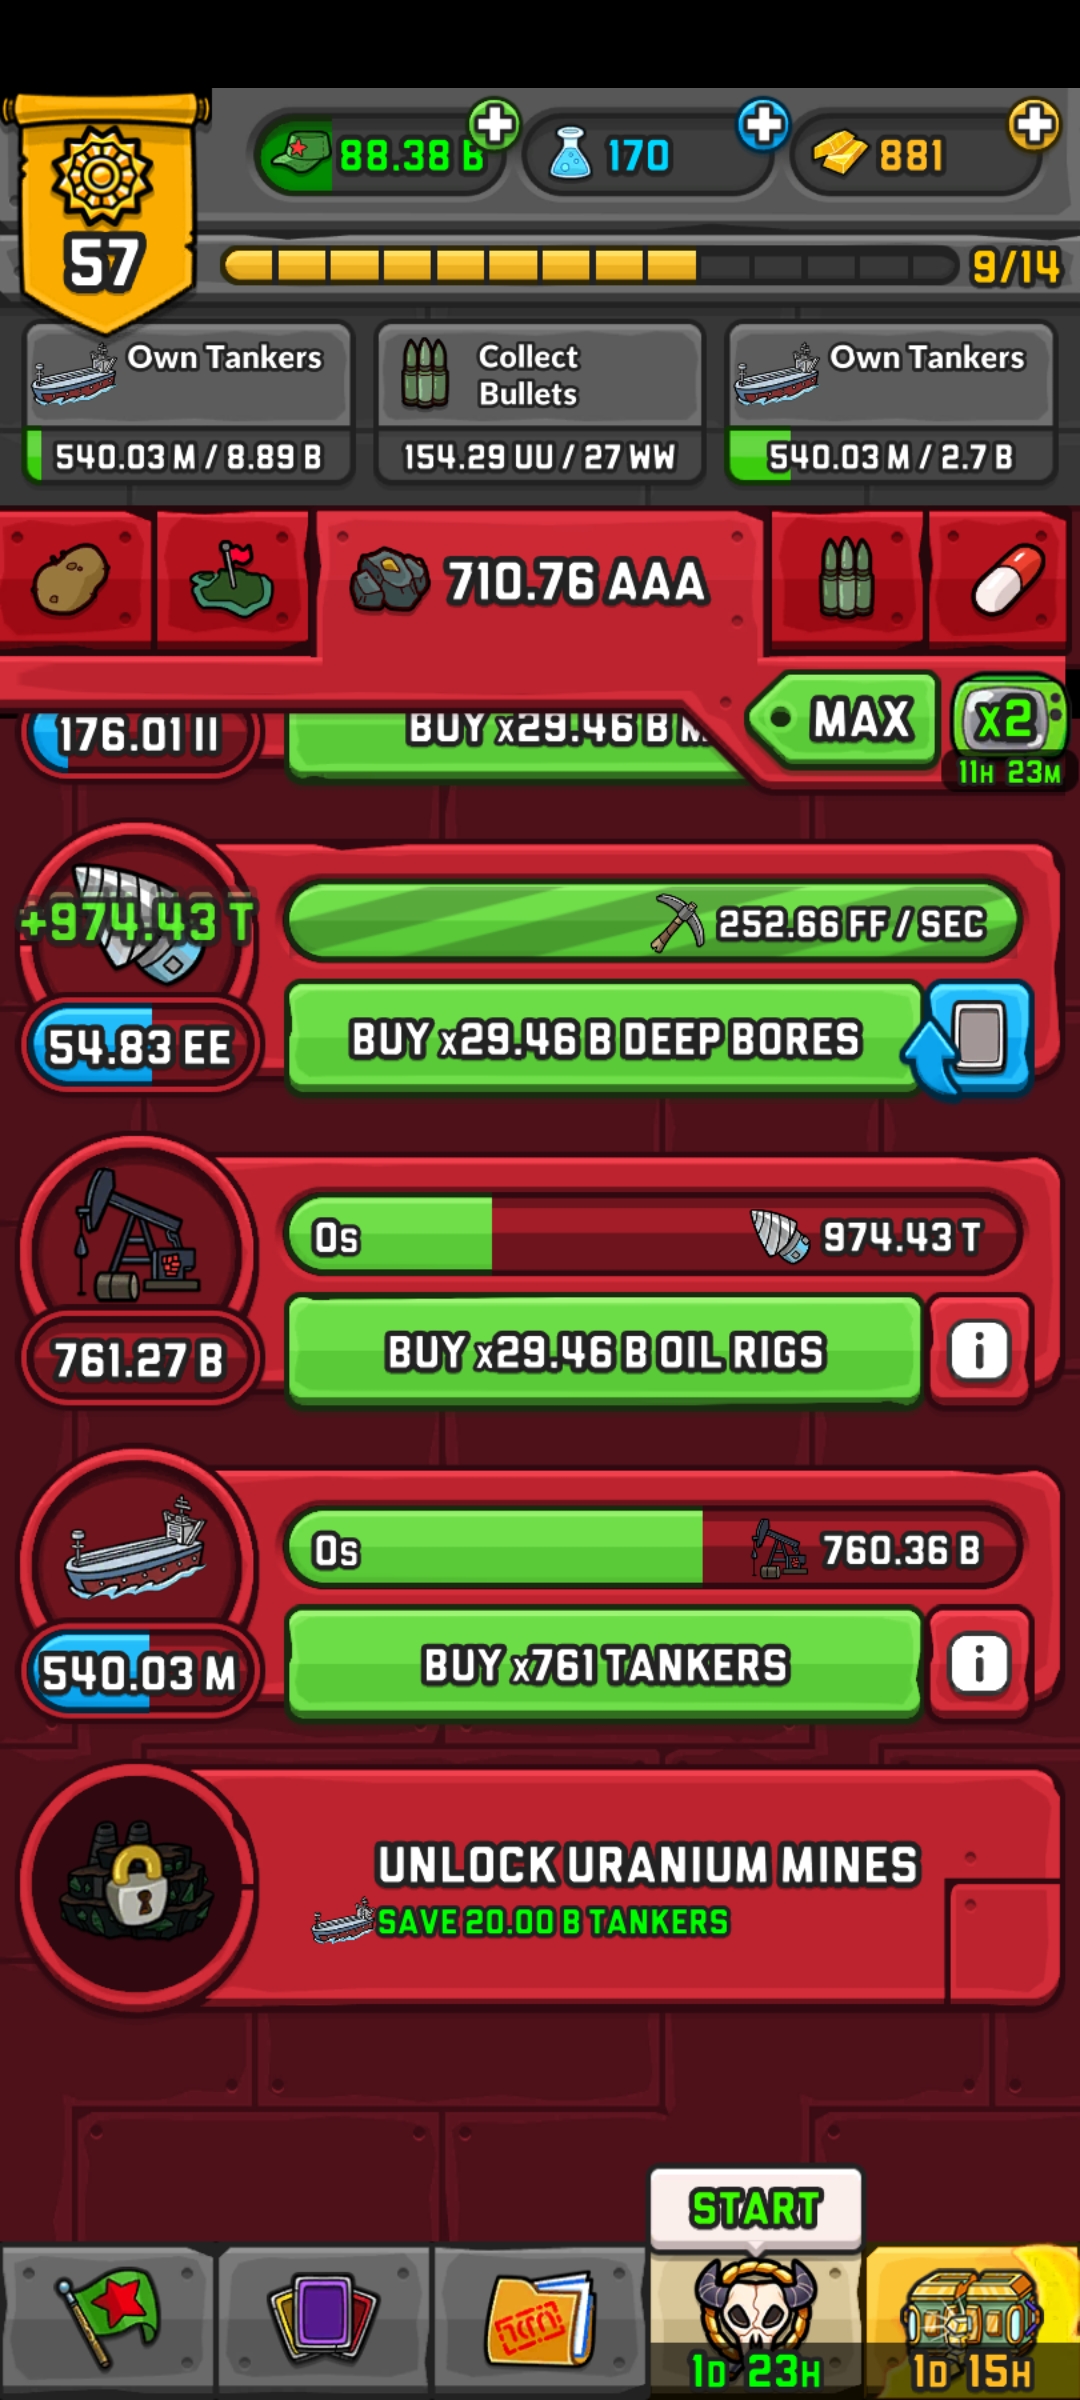 88.38 B
170
881
57
9/14
Own Tankers
540.03 M / 8.89 B
Collect
Bullets
154.29 UU / 27 WW
Own Tankers
540.03 M / 2.7 B
710.76 AAA
MAX
x2
11H 23M
176.01 II
BUY x29.46 B M
+974.43 T
252.66 FF / SEC
54.83 EE
BUY x29.46 B DEEP BORES
0s
974.43 T
761.27 B
BUY x29.46 B OIL RIGS
i
0s
760.36 B
540.03 M
BUY x761 TANKERS
i
UNLOCK URANIUM MINES
SAVE 20.00 B TANKERS
START
1D 23H
1D 15H